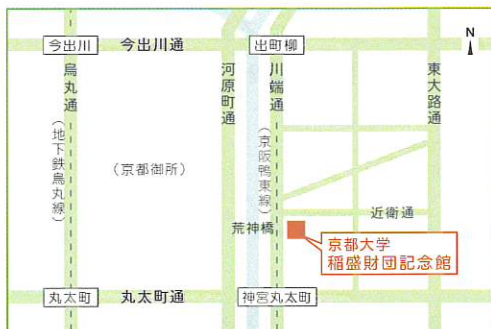 今出川
今出川通
出町柳
N
烏丸通
(地下鉄烏丸線)
(京都御所)
河原町通
川端通
(京阪鴨東線)
東大路通
近衛通
荒神橋
京都大学
稲盛財団記念館
丸太町
丸太町通
神宮丸太町